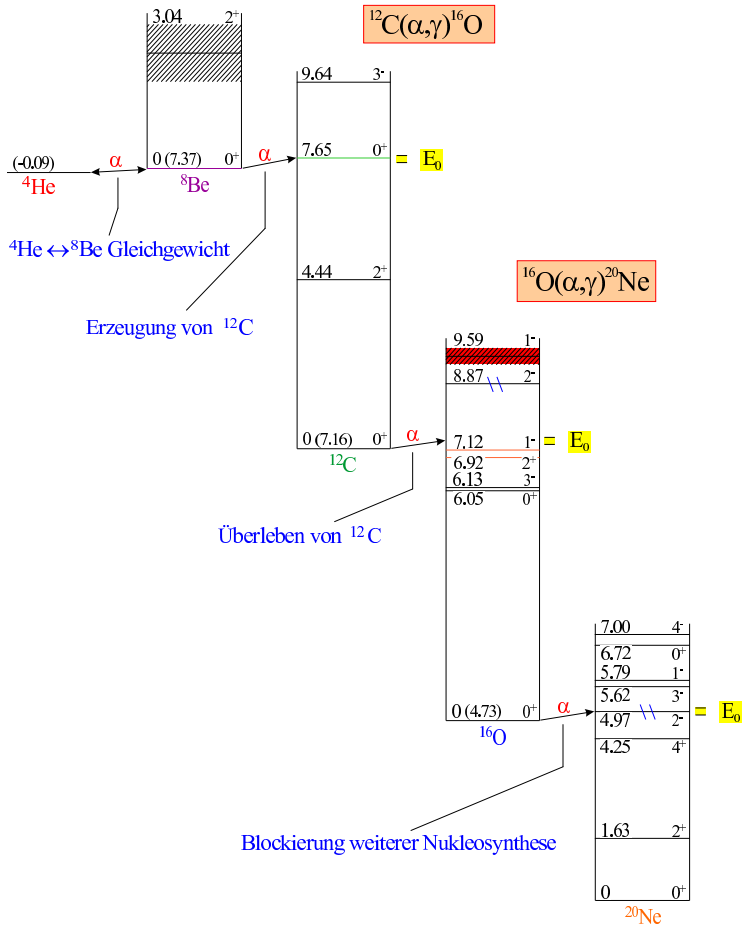 ¹²C(α,γ)¹⁶O
3.04 2⁺
9.64 3⁻
(-0.09) α 0 (7.37) 0⁺ α 7.65 0⁺ = E₀
⁴He
⁸Be
⁴He ↔ ⁸Be Gleichgewicht
4.44 2⁺
¹⁶O(α,γ)²⁰Ne
Erzeugung von ¹²C
9.59 1⁻
8.87 2⁻
0 (7.16) 0⁺ α 7.12 1⁻ = E₀
¹²C
6.92 2⁺
6.13 3⁻
6.05 0⁺
Überleben von ¹²C
7.00 4⁻
6.72 0⁺
5.79 1⁻
5.62 3⁻
0 (4.73) 0⁺ α 4.97 2⁻ = E₀
¹⁶O
4.25 4⁺
Blockierung weiterer Nukleosynthese
1.63 2⁺
0 0⁺
²⁰Ne